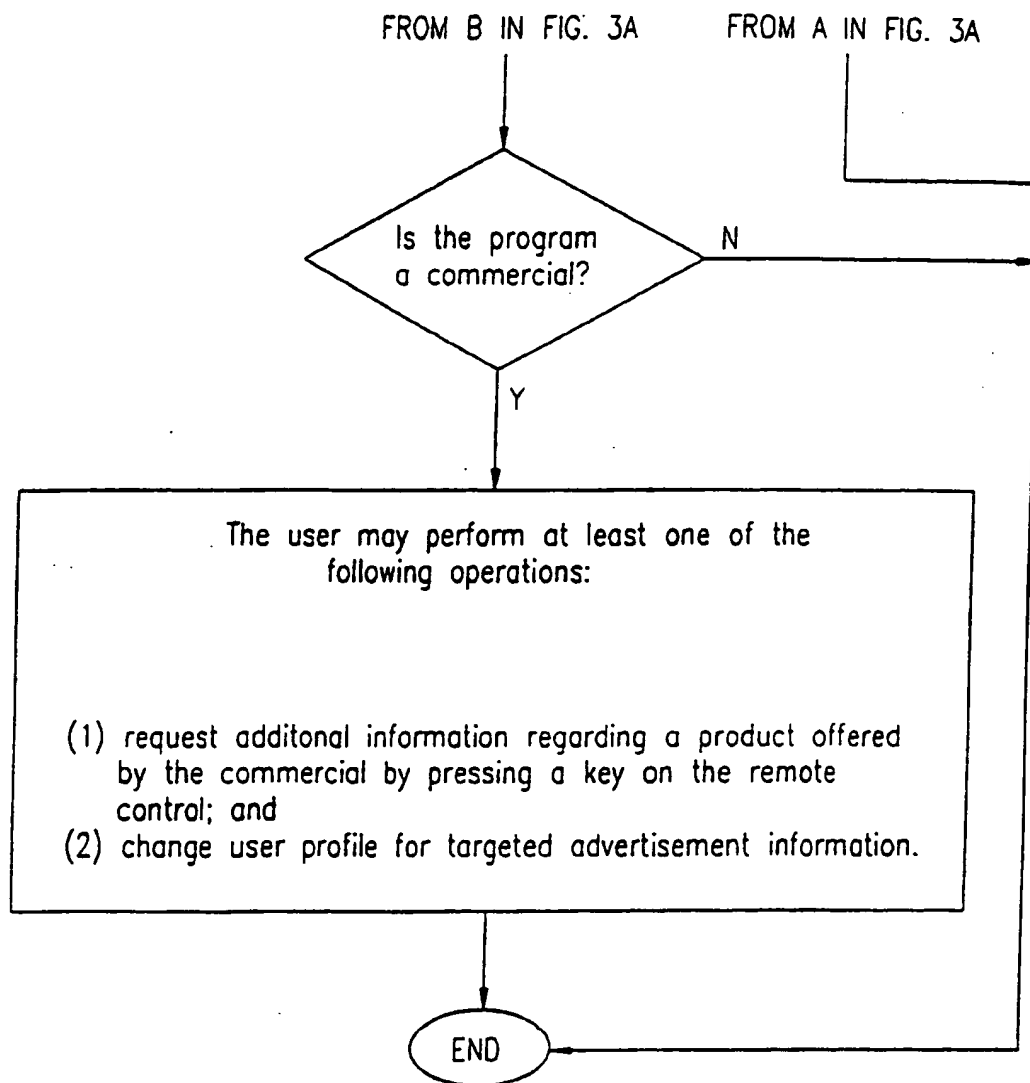 FROM B IN FIG. 3A
FROM A IN FIG. 3A
Is the program
a commercial?
N
Y
The user may perform at least one of the
following operations:
(1) request additonal information regarding a product offered
by the commercial by pressing a key on the remote
control; and
(2) change user profile for targeted advertisement information.
END